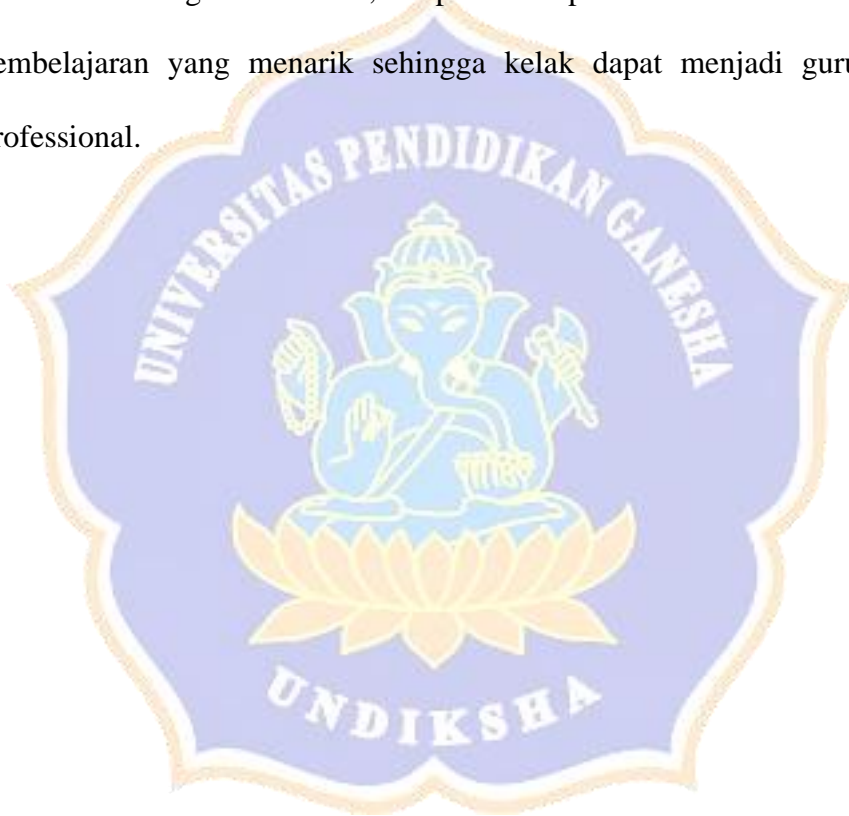 embelajaran yang menarik sehingga kelak dapat menjadi guru
rofessional.
UNIVERSITAS PENDIDIKAN GANESHA
UNDIKSHA